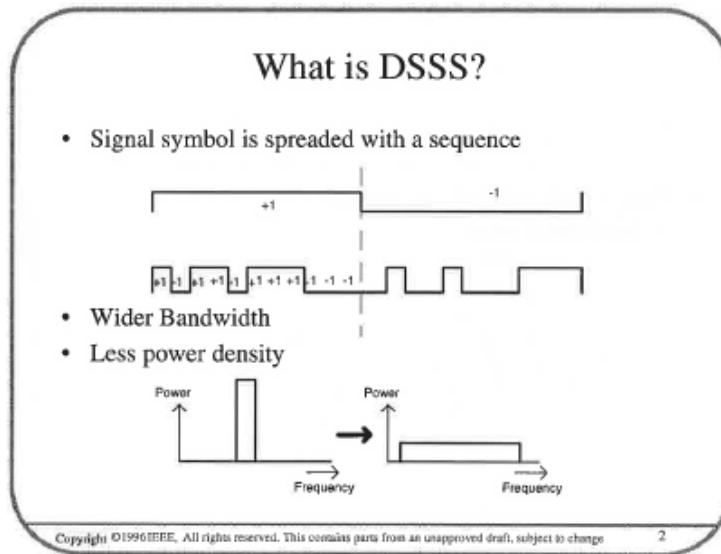 What is DSSS?
• Signal symbol is spreaded with a sequence
+1 -1
+1 -1 +1 +1 -1 +1 +1 +1 -1 -1 -1
• Wider Bandwidth
• Less power density
Power Power
Frequency Frequency
Copyright ©1996 IEEE, All rights reserved. This contains parts from an unapproved draft, subject to change 2